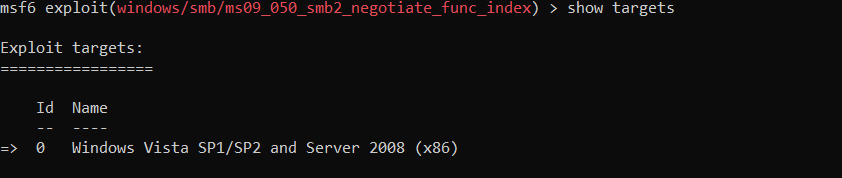 msf6 exploit(windows/smb/ms09_050_smb2_negotiate_func_index) > show targets
Exploit targets:
=================
Id  Name
--  ----
=>  0   Windows Vista SP1/SP2 and Server 2008 (x86)